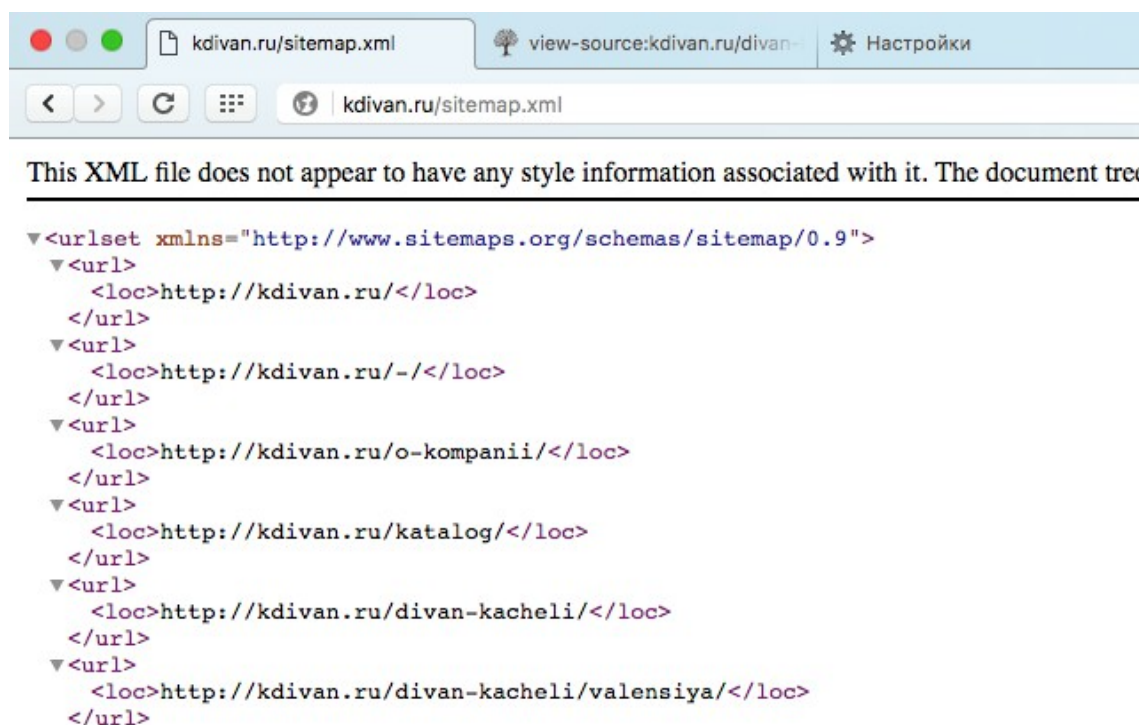 kdivan.ru/sitemap.xml
view-source:kdivan.ru/divan-
Настройки
kdivan.ru/sitemap.xml
This XML file does not appear to have any style information associated with it. The document tree
▼<urlset xmlns="http://www.sitemaps.org/schemas/sitemap/0.9">
▼<url>
<loc>http://kdivan.ru/</loc>
</url>
▼<url>
<loc>http://kdivan.ru/-/</loc>
</url>
▼<url>
<loc>http://kdivan.ru/o-kompanii/</loc>
</url>
▼<url>
<loc>http://kdivan.ru/katalog/</loc>
</url>
▼<url>
<loc>http://kdivan.ru/divan-kacheli/</loc>
</url>
▼<url>
<loc>http://kdivan.ru/divan-kacheli/valensiya/</loc>
</url>